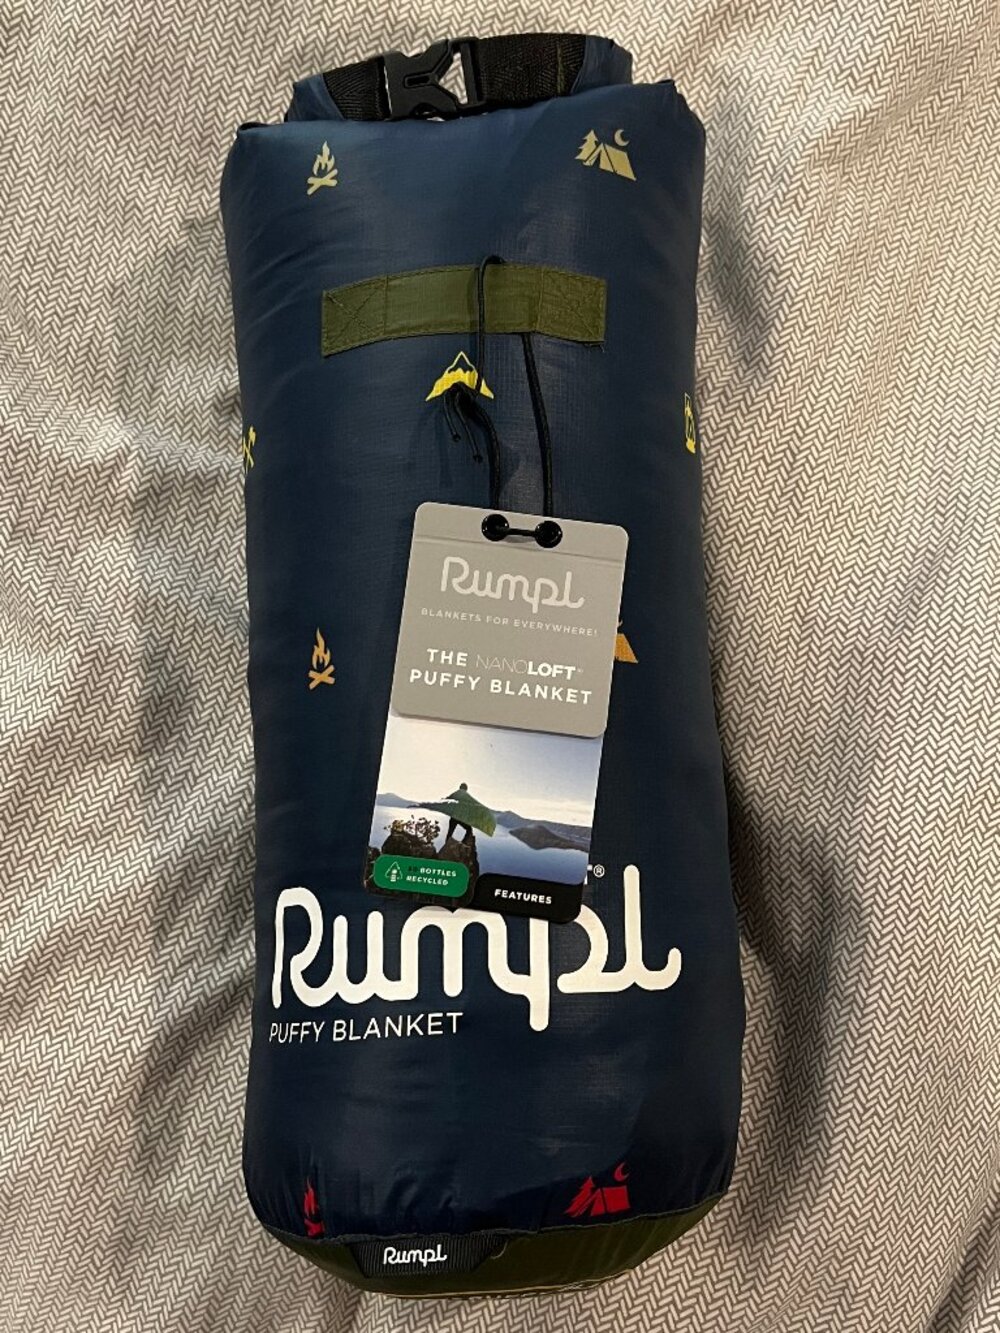 Rumpl
BLANKETS FOR EVERYWHERE!
THE NANOLOFT®
PUFFY BLANKET
BOTTLES
RECYCLED
FEATURES
®
Rumpl
PUFFY BLANKET
Rumpl